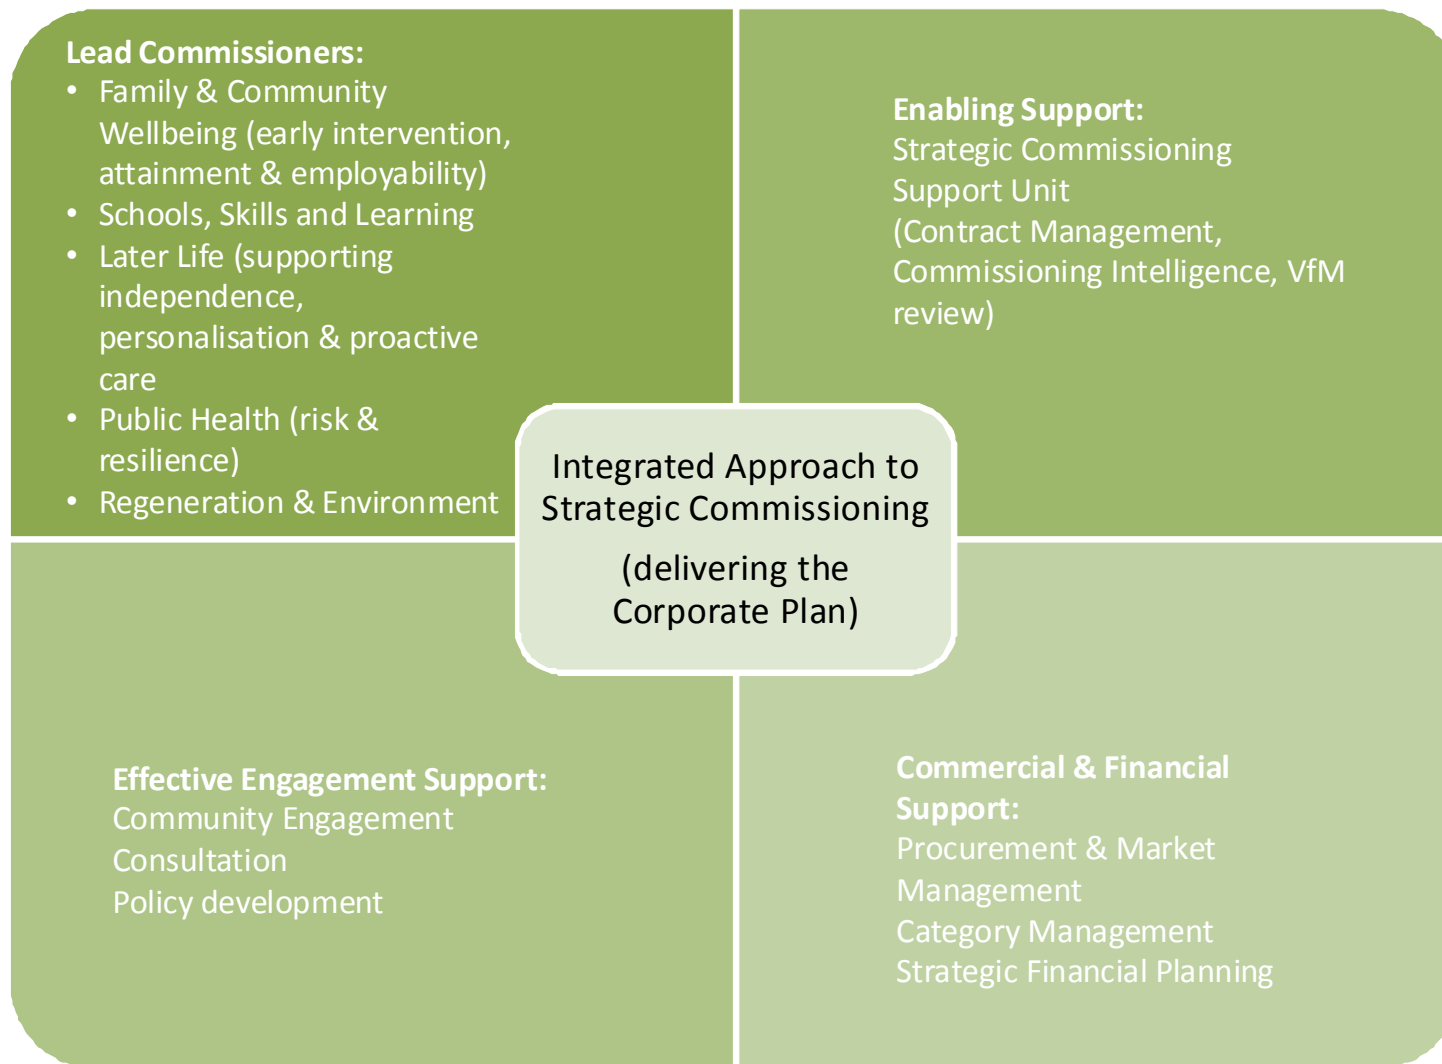 Lead Commissioners:
• Family & Community
Wellbeing (early intervention,
attainment & employability)
• Schools, Skills and Learning
• Later Life (supporting
independence,
personalisation & proactive
care
• Public Health (risk &
resilience)
• Regeneration & Environment
Enabling Support:
Strategic Commissioning
Support Unit
(Contract Management,
Commissioning Intelligence, VfM
review)
Integrated Approach to
Strategic Commissioning
(delivering the
Corporate Plan)
Effective Engagement Support:
Community Engagement
Consultation
Policy development
Commercial & Financial
Support:
Procurement & Market
Management
Category Management
Strategic Financial Planning